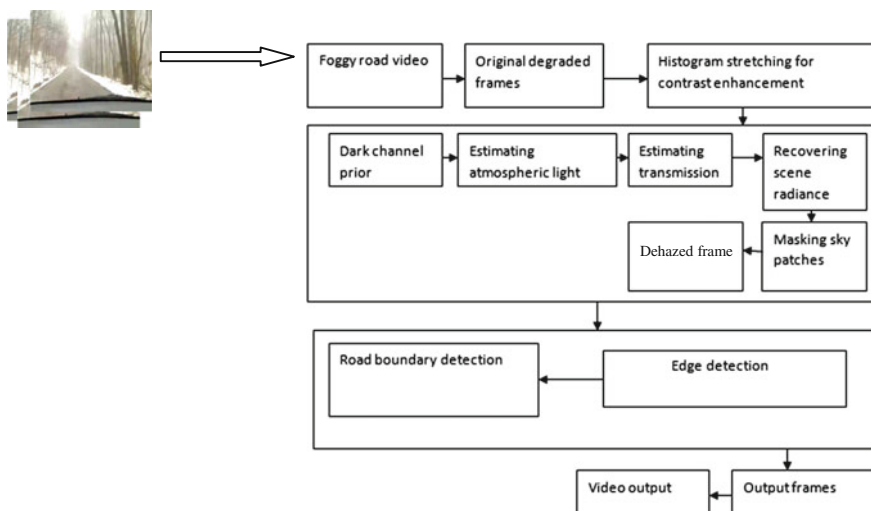 Foggy road video
Original degraded
frames
Histogram stretching for
contrast enhancement
Dark channel
prior
Estimating
atmospheric light
Estimating
transmission
Recovering
scene
radiance
Masking sky
patches
Dehazed frame
Road boundary detection
Edge detection
Video output
Output frames